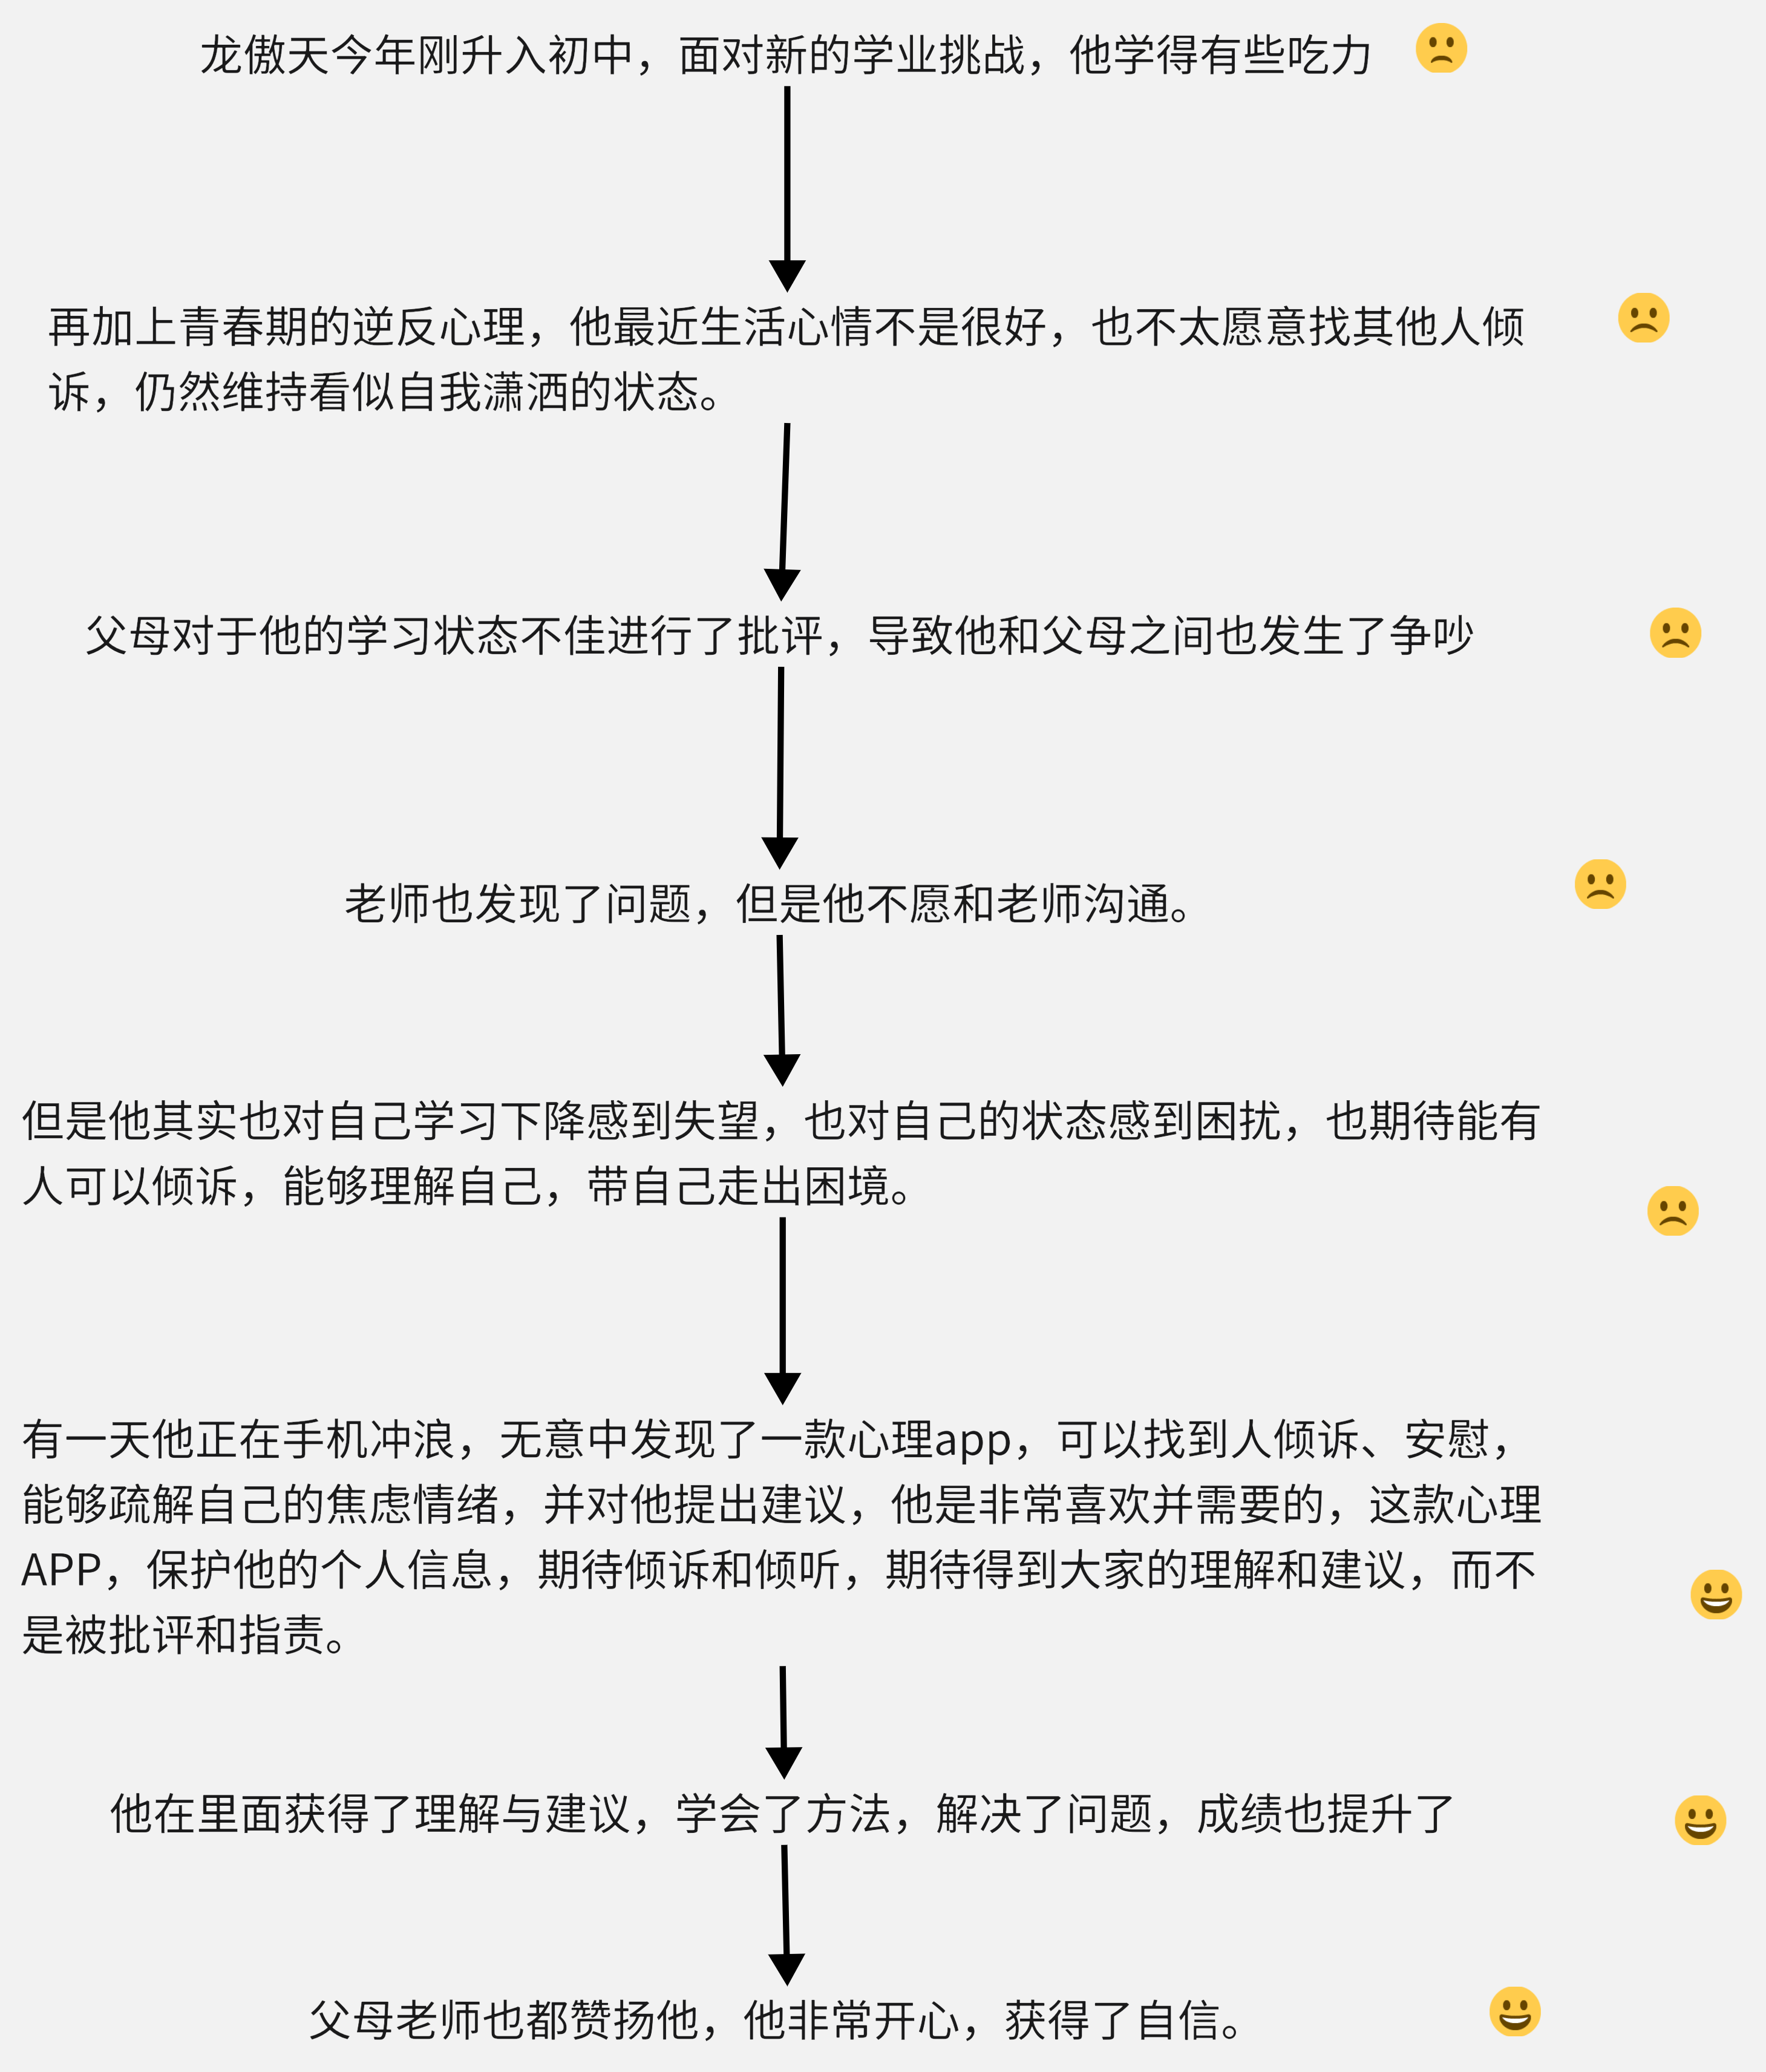 龙傲天今年刚升入初中，面对新的学业挑战，他学得有些吃力
再加上青春期的逆反心理，他最近生活心情不是很好，也不太愿意找其他人倾
诉，仍然维持看似自我潇洒的状态。
父母对于他的学习状态不佳进行了批评，导致他和父母之间也发生了争吵
老师也发现了问题，但是他不愿和老师沟通。
但是他其实也对自己学习下降感到失望，也对自己的状态感到困扰，也期待能有
人可以倾诉，能够理解自己，带自己走出困境。
有一天他正在手机冲浪，无意中发现了一款心理app，可以找到人倾诉、安慰，
能够疏解自己的焦虑情绪，并对他提出建议，他是非常喜欢并需要的，这款心理
APP，保护他的个人信息，期待倾诉和倾听，期待得到大家的理解和建议，而不
是被批评和指责。
他在里面获得了理解与建议，学会了方法，解决了问题，成绩也提升了
父母老师也都赞扬他，他非常开心，获得了自信。